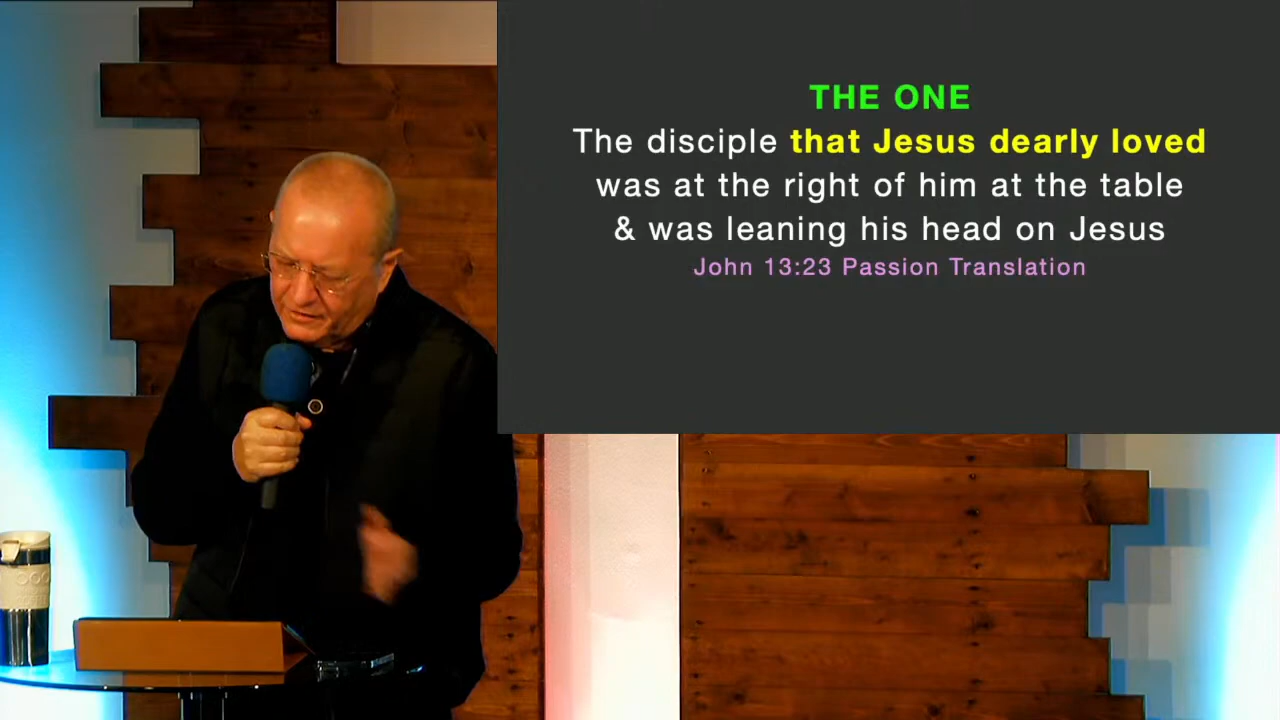 THE ONE
The disciple that Jesus dearly loved
was at the right of him at the table
& was leaning his head on Jesus
John 13:23 Passion Translation